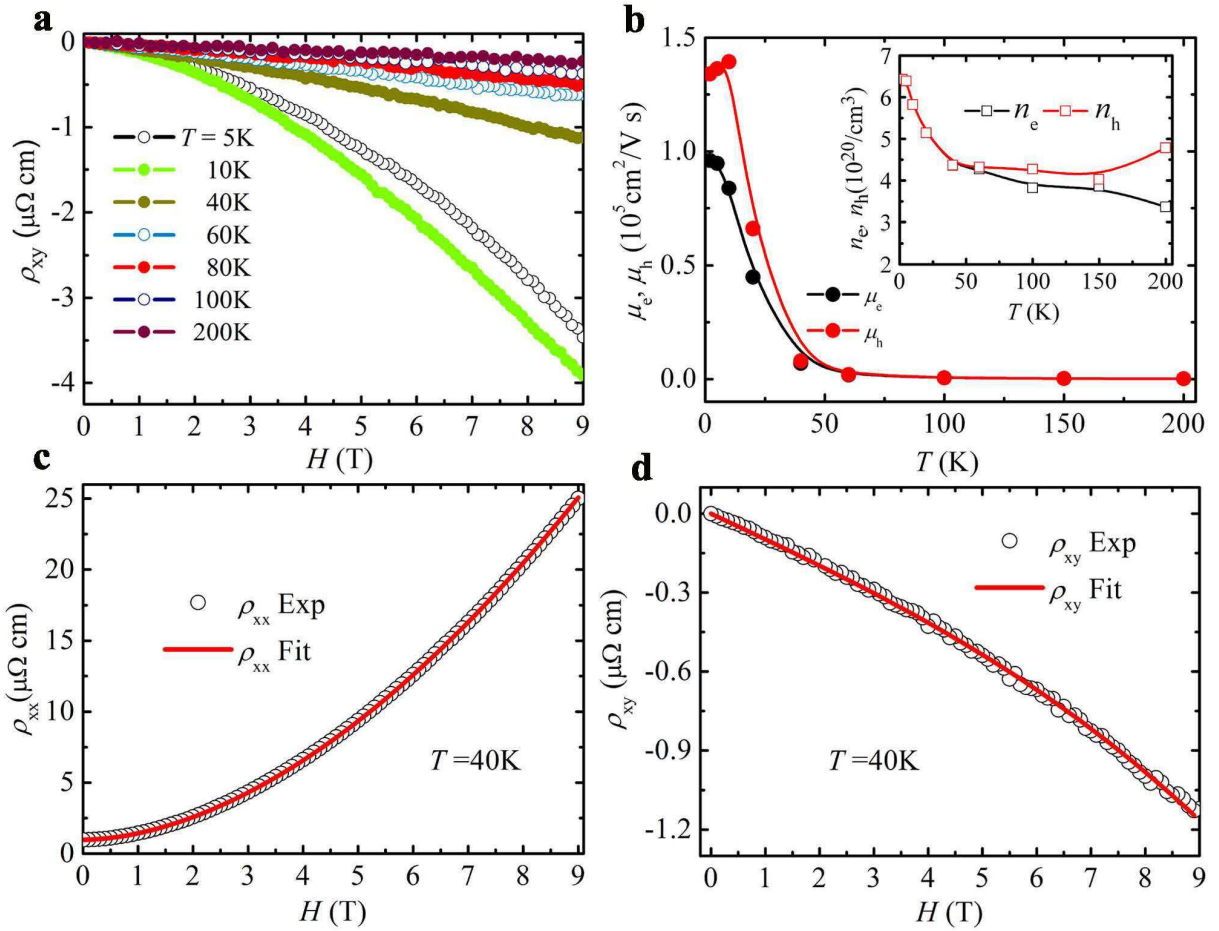 a
0
-1
-2
-3
-4
ρxy (μΩ cm)
T = 5K
10K
40K
60K
80K
100K
200K
0 1 2 3 4 5 6 7 8 9
H (T)
b
1.5
1.0
0.5
0.0
μe, μh (10^5 cm^2/V s)
μe
μh
0 50 100 150 200
T (K)
7
6
5
4
3
2
ne, nh(10^20/cm^3)
ne
nh
0 50 100 150 200
T (K)
c
25
20
15
10
5
0
ρxx(μΩ cm)
ρxx Exp
ρxx Fit
T =40K
0 1 2 3 4 5 6 7 8 9
H (T)
d
0.0
-0.3
-0.6
-0.9
-1.2
ρxy (μΩ cm)
ρxy Exp
ρxy Fit
T =40K
0 1 2 3 4 5 6 7 8 9
H (T)